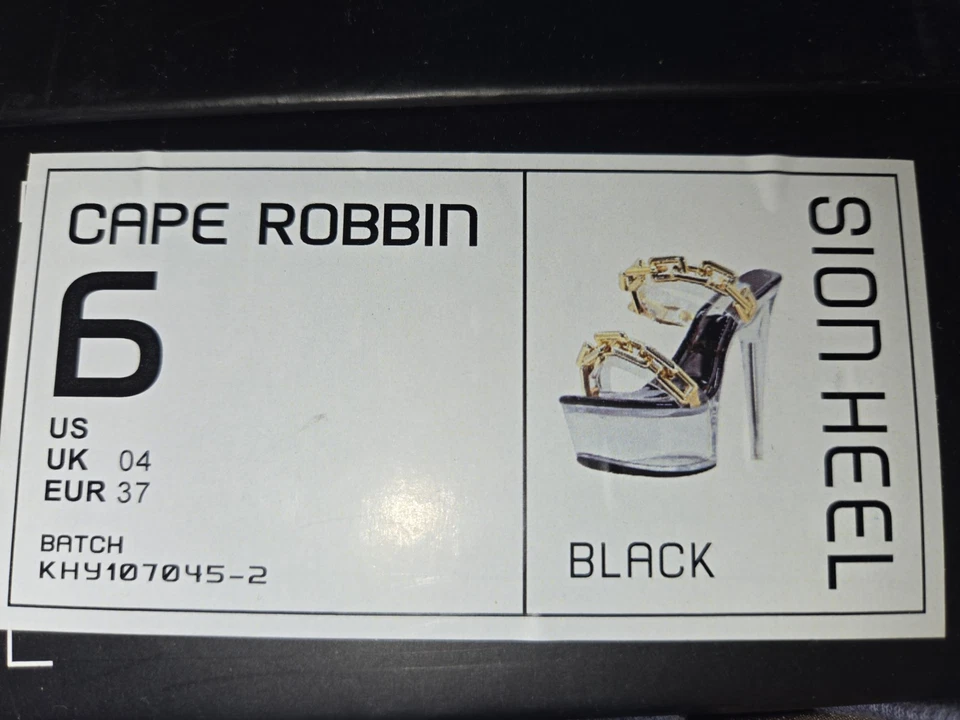 CAPE ROBBIN
6
US
UK 04
EUR 37
BATCH
KHY107045-2
BLACK
SION HEEL